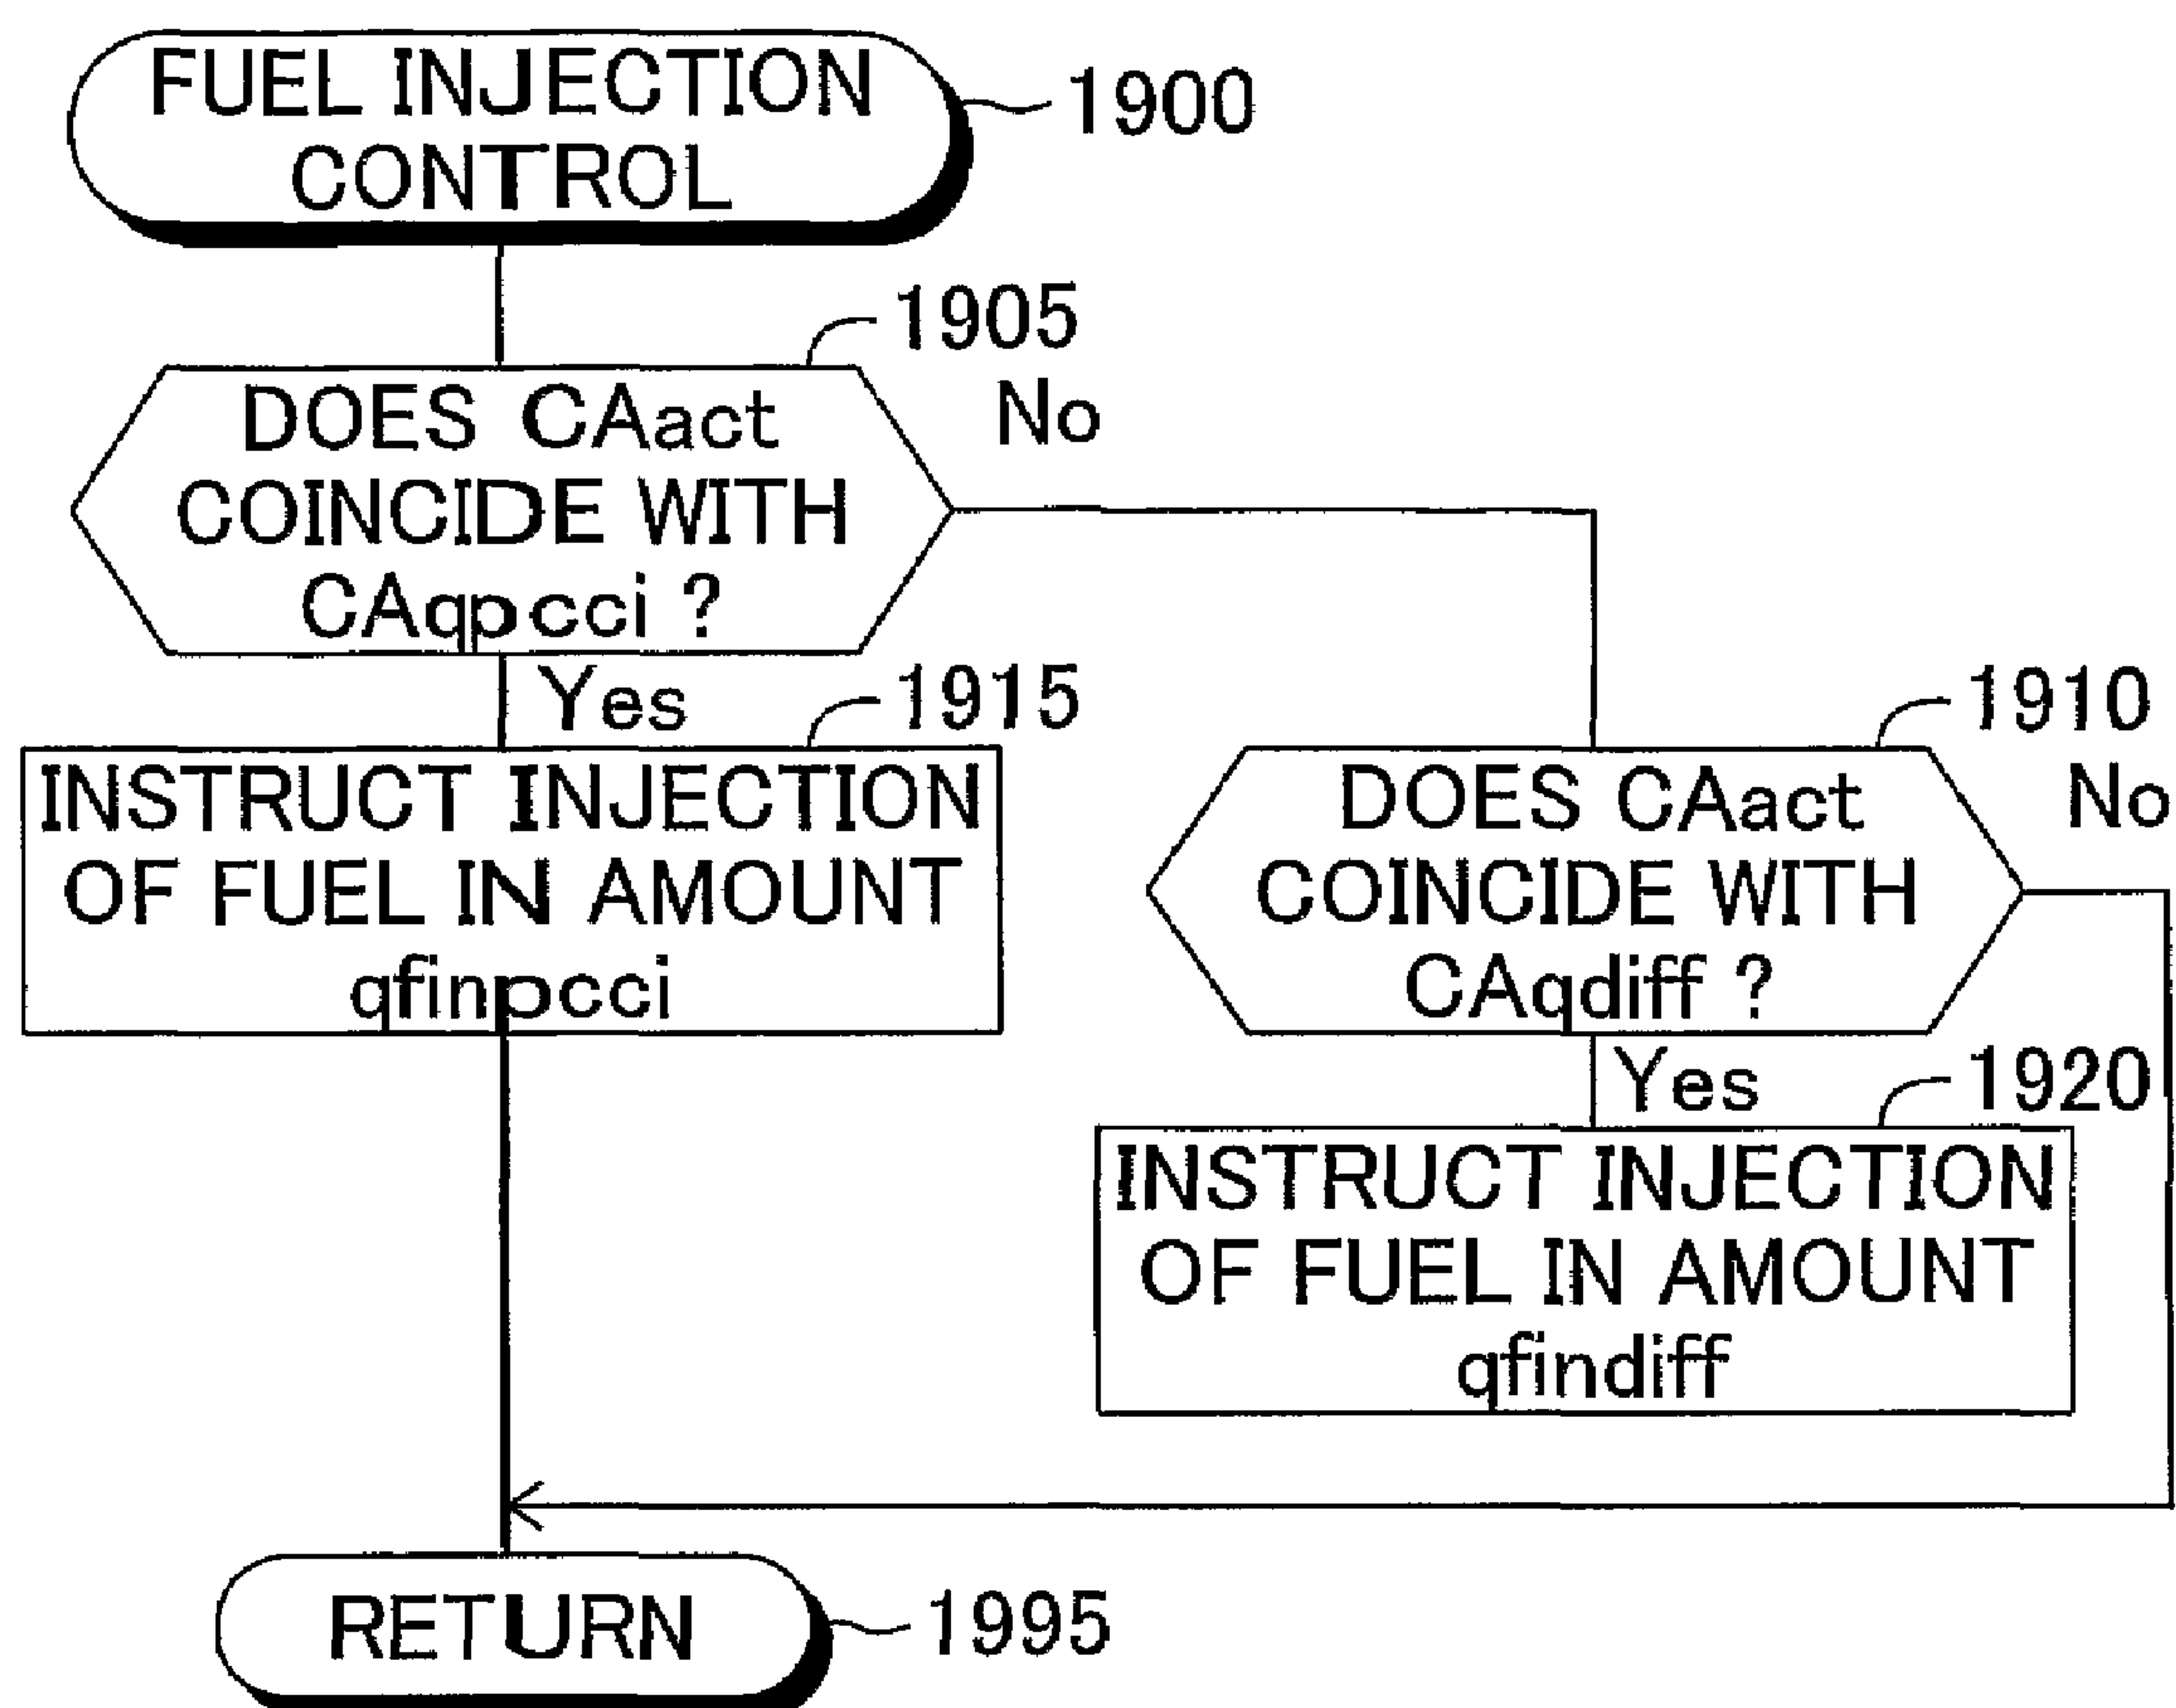 FUEL INJECTION
CONTROL
1900
1905
DOES CAact
COINCIDE WITH
CAqpcci ?
No
Yes
1915
INSTRUCT INJECTION
OF FUEL IN AMOUNT
qfinpcci
1910
DOES CAact
COINCIDE WITH
CAqdiff ?
No
Yes
1920
INSTRUCT INJECTION
OF FUEL IN AMOUNT
qfindiff
RETURN
1995